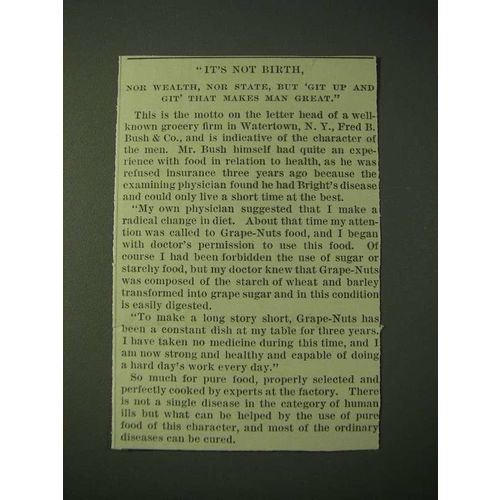 "IT'S NOT BIRTH,
NOR WEALTH, NOR STATE, BUT 'GIT UP AND
GIT' THAT MAKES MAN GREAT."
This is the motto on the letter head of a well-
known grocery firm in Watertown, N. Y., Fred B.
Bush & Co., and is indicative of the character of
the men. Mr. Bush himself had quite an expe-
rience with food in relation to health, as he was
refused insurance three years ago because the
examining physician found he had Bright's disease
and could only live a short time at the best.
"My own physician suggested that I make a
radical change in diet. About that time my atten-
tion was called to Grape-Nuts food, and I began
with doctor's permission to use this food. Of
course I had been forbidden the use of sugar or
starchy food, but my doctor knew that Grape-Nuts
was composed of the starch of wheat and barley
transformed into grape sugar and in this condition
is easily digested.
"To make a long story short, Grape-Nuts has
been a constant dish at my table for three years.
I have taken no medicine during this time, and I
am now strong and healthy and capable of doing
a hard day's work every day."
So much for pure food, properly selected and
perfectly cooked by experts at the factory. There
is not a single disease in the category of human
ills but what can be helped by the use of pure
food of this character, and most of the ordinary
diseases can be cured.